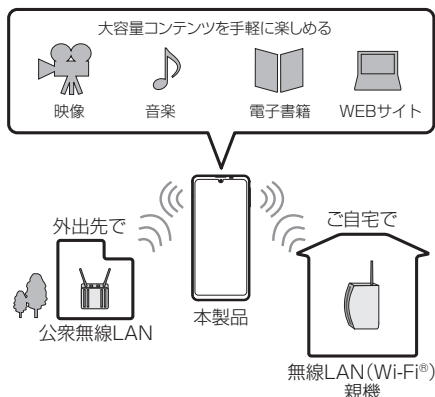 大容量コンテンツを手軽に楽しめる
映像 音楽 電子書籍 WEBサイト
外出先で
ご自宅で
公衆無線LAN
本製品
無線LAN(Wi-Fi®)
親機